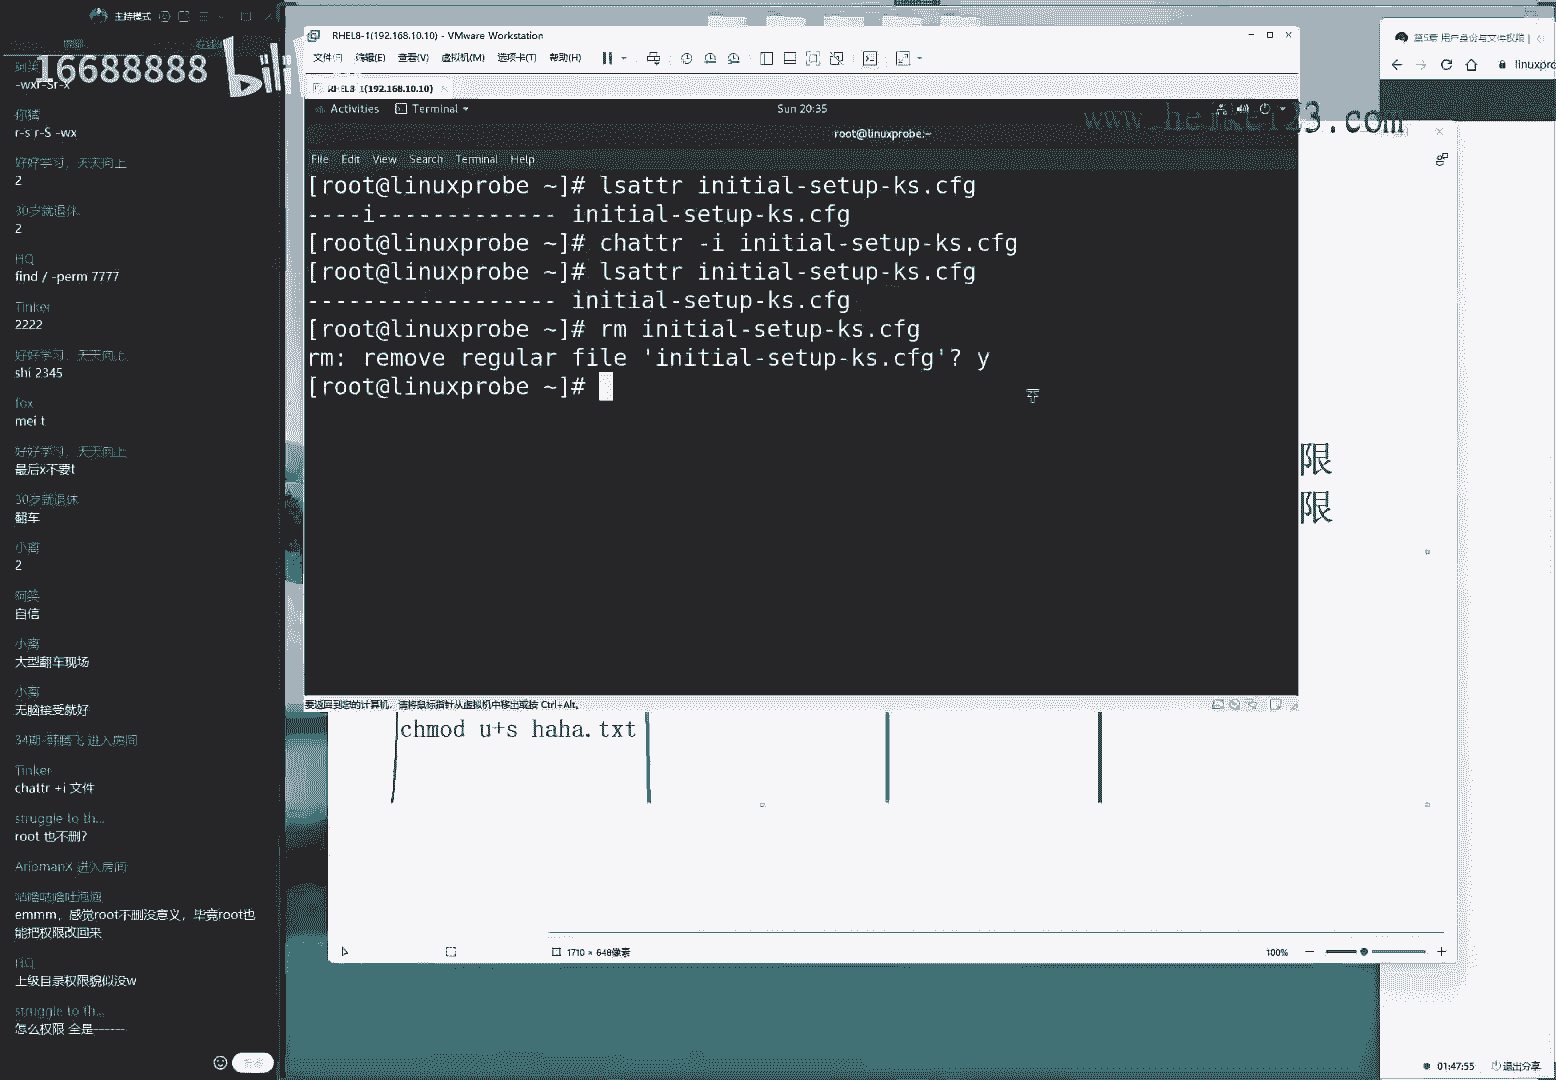 主持模式
16688888
bili
-wxr-Sr-x
你猜
r-s r-S -wx
好好学习，天天向上
2
30岁就退休
2
HQ
find / -perm 7777
Tinker
2222
好好学习，天天向上
shi 2345
fox
mei t
好好学习，天天向上
最后x不要t
30岁就退休
翻车
小离
2
阿笑
自信
小离
大型翻车现场
小离
无脑接受就好
34期-韩腾飞 进入房间
Tinker
chattr +i 文件
struggle to th...
root 也不删?
AriomanX 进入房间
咕噜咕噜吐泡泡
emmm，感觉root不删没意义，毕竟root也
能把权限改回来
HQ
上级目录权限貌似没w
struggle to th...
怎么权限 全是------
RHEL8-1(192.168.10.10) - VMware Workstation
文件(F) 编辑(E) 查看(V) 虚拟机(M) 选项卡(T) 帮助(H)
RHEL8-1(192.168.10.10)
Activities Terminal Sun 20:35
root@linuxprobe:~
File Edit View Search Terminal Help
[root@linuxprobe ~]# lsattr initial-setup-ks.cfg
----i------------- initial-setup-ks.cfg
[root@linuxprobe ~]# chattr -i initial-setup-ks.cfg
[root@linuxprobe ~]# lsattr initial-setup-ks.cfg
------------------ initial-setup-ks.cfg
[root@linuxprobe ~]# rm initial-setup-ks.cfg
rm: remove regular file 'initial-setup-ks.cfg'? y
[root@linuxprobe ~]#
要返回到您的计算机，请将鼠标指针从虚拟机中移出或按 Ctrl+Alt。
chmod u+s haha.txt
限
限
1710 × 648像素
100%
第5章 用户身份与文件权限 |
linuxpro
www.heike123.com
01:47:55
退出分享